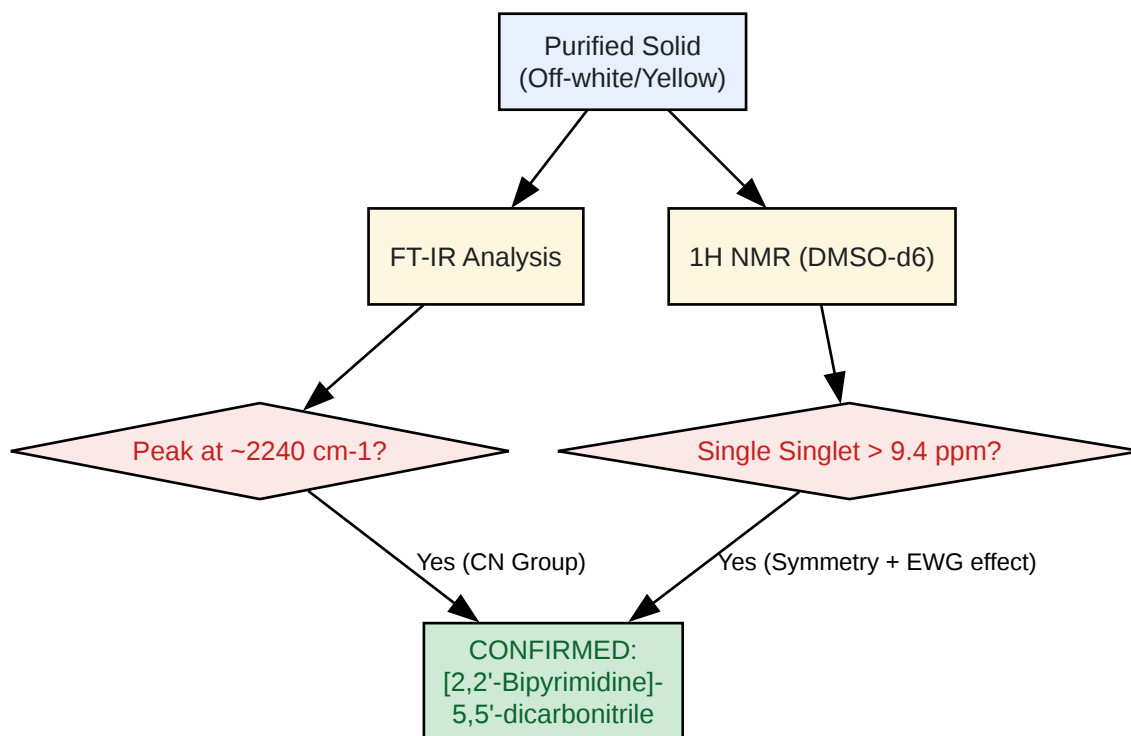 Purified Solid
(Off-white/Yellow)
FT-IR Analysis
1H NMR (DMSO-d6)
Peak at ~2240 cm-1?
Single Singlet > 9.4 ppm?
Yes (CN Group)
Yes (Symmetry + EWG effect)
CONFIRMED:
[2,2'-Bipyrimidine]-
5,5'-dicarbonitrile